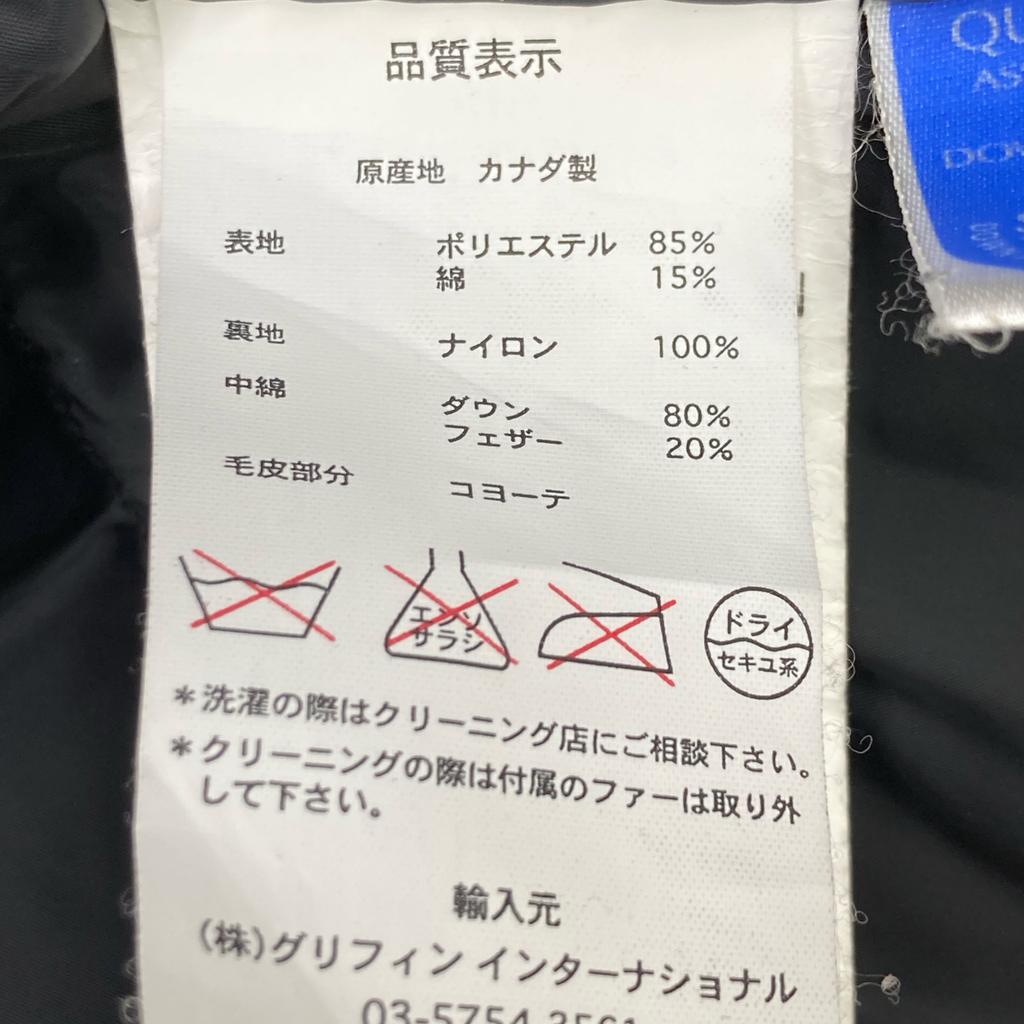 品質表示
原産地 カナダ製
表地 ポリエステル 85%
綿 15%
裏地 ナイロン 100%
中綿 ダウン 80%
フェザー 20%
毛皮部分 コヨーテ
エンソ
サラシ
ドライ
セキユ系
＊洗濯の際はクリーニング店にご相談下さい。
＊クリーニングの際は付属のファーは取り外
して下さい。
輸入元
(株)グリフィン インターナショナル
03-5754-3561